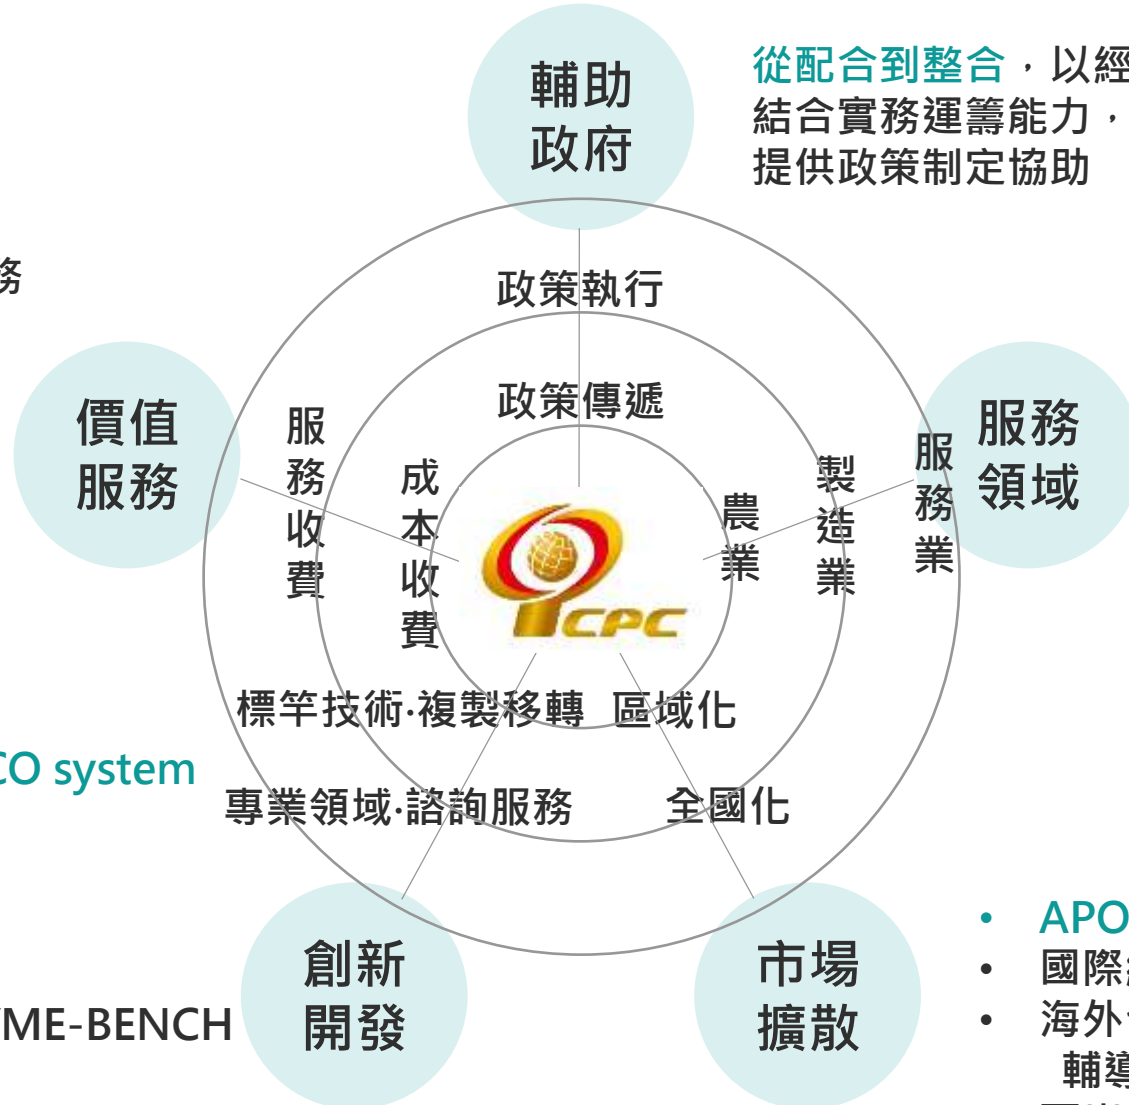 輔助
政府
從配合到整合，以經
結合實務運籌能力，
提供政策制定協助
務
政策執行
政策傳遞
價值
服務
服務收費
成本收費
農業
製造業
服務業
服務
領域
CPC
標竿技術·複製移轉
區域化
CO system
專業領域·諮詢服務
全國化
創新
開發
ME-BENCH
市場
擴散
• APO
• 國際
• 海外
輔導